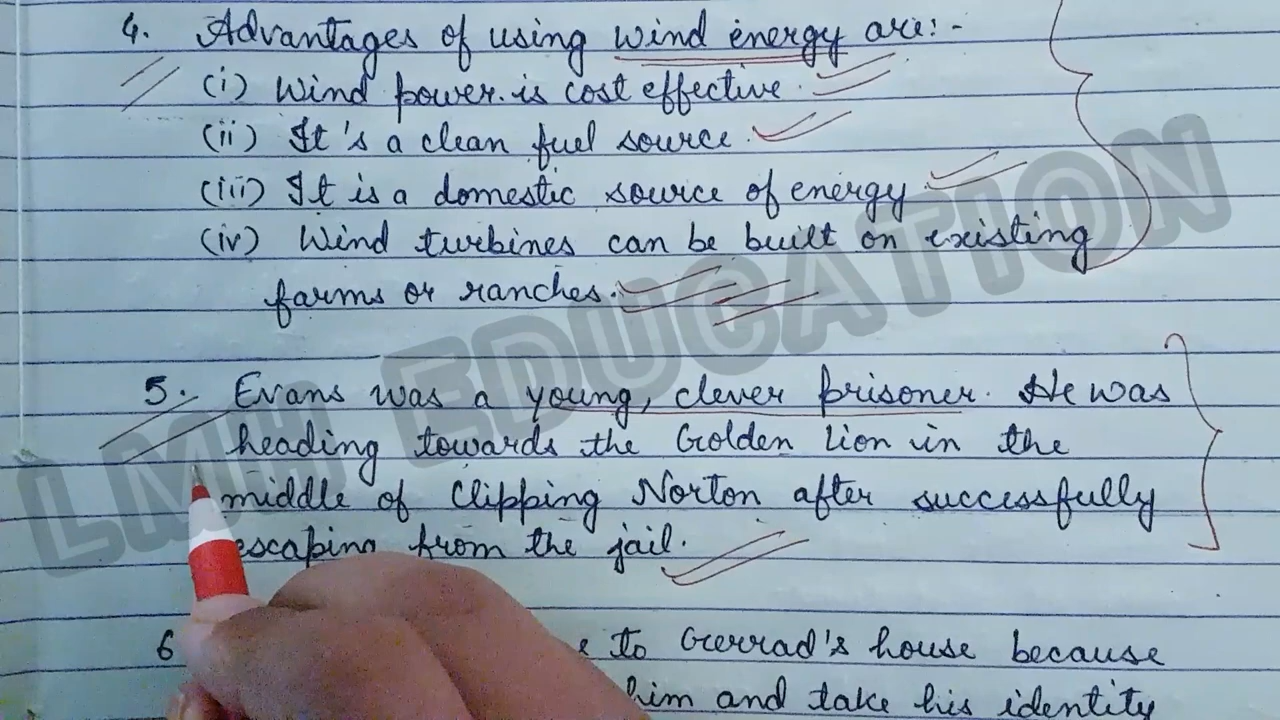 4. Advantages of using wind energy are:-
(i) Wind power is cost effective.
(ii) It's a clean fuel source.
(iii) It is a domestic source of energy.
(iv) Wind turbines can be built on existing
farms or ranches.
5. Evans was a young, clever prisoner. He was
heading towards the Golden Lion in the
middle of Clipping Norton after successfully
escaping from the jail.
6 to Gerrad's house because
him and take his identity
LMH EDUCATION